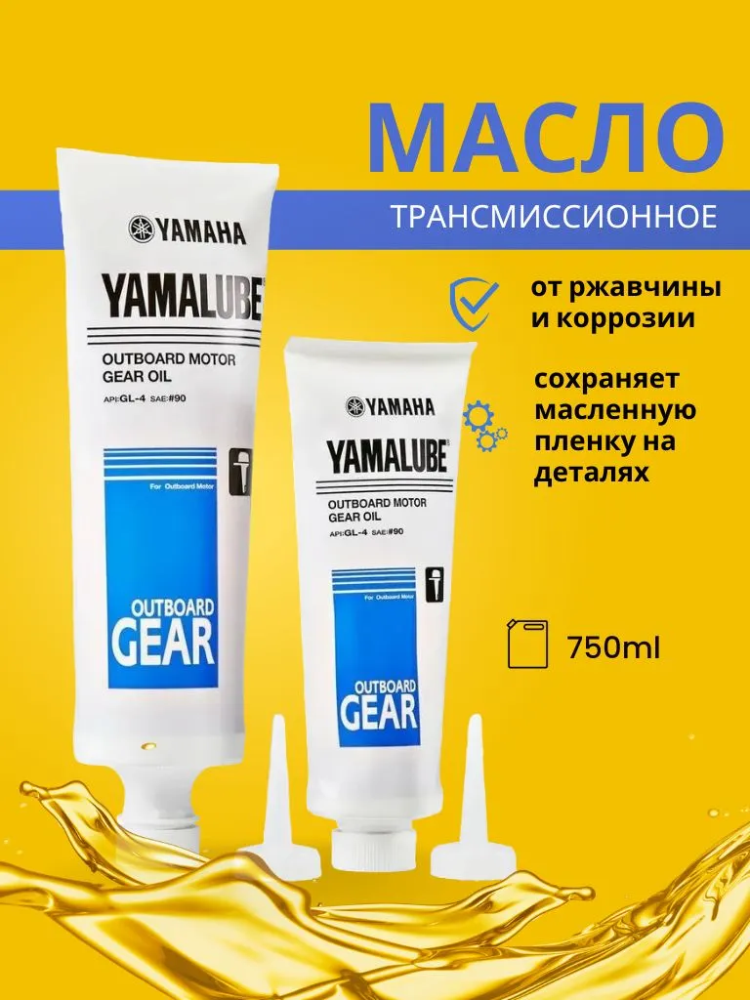 МАСЛО
ТРАНСМИССИОННОЕ
от ржавчины
и коррозии
сохраняет
масленную
пленку на
деталях
750ml
YAMAHA
YAMALUBE
OUTBOARD MOTOR
GEAR OIL
API:GL-4 SAE:#90
For Outboard Motor
OUTBOARD
GEAR
YAMAHA
YAMALUBE
OUTBOARD MOTOR
GEAR OIL
API:GL-4 SAE:#90
For Outboard Motor
OUTBOARD
GEAR